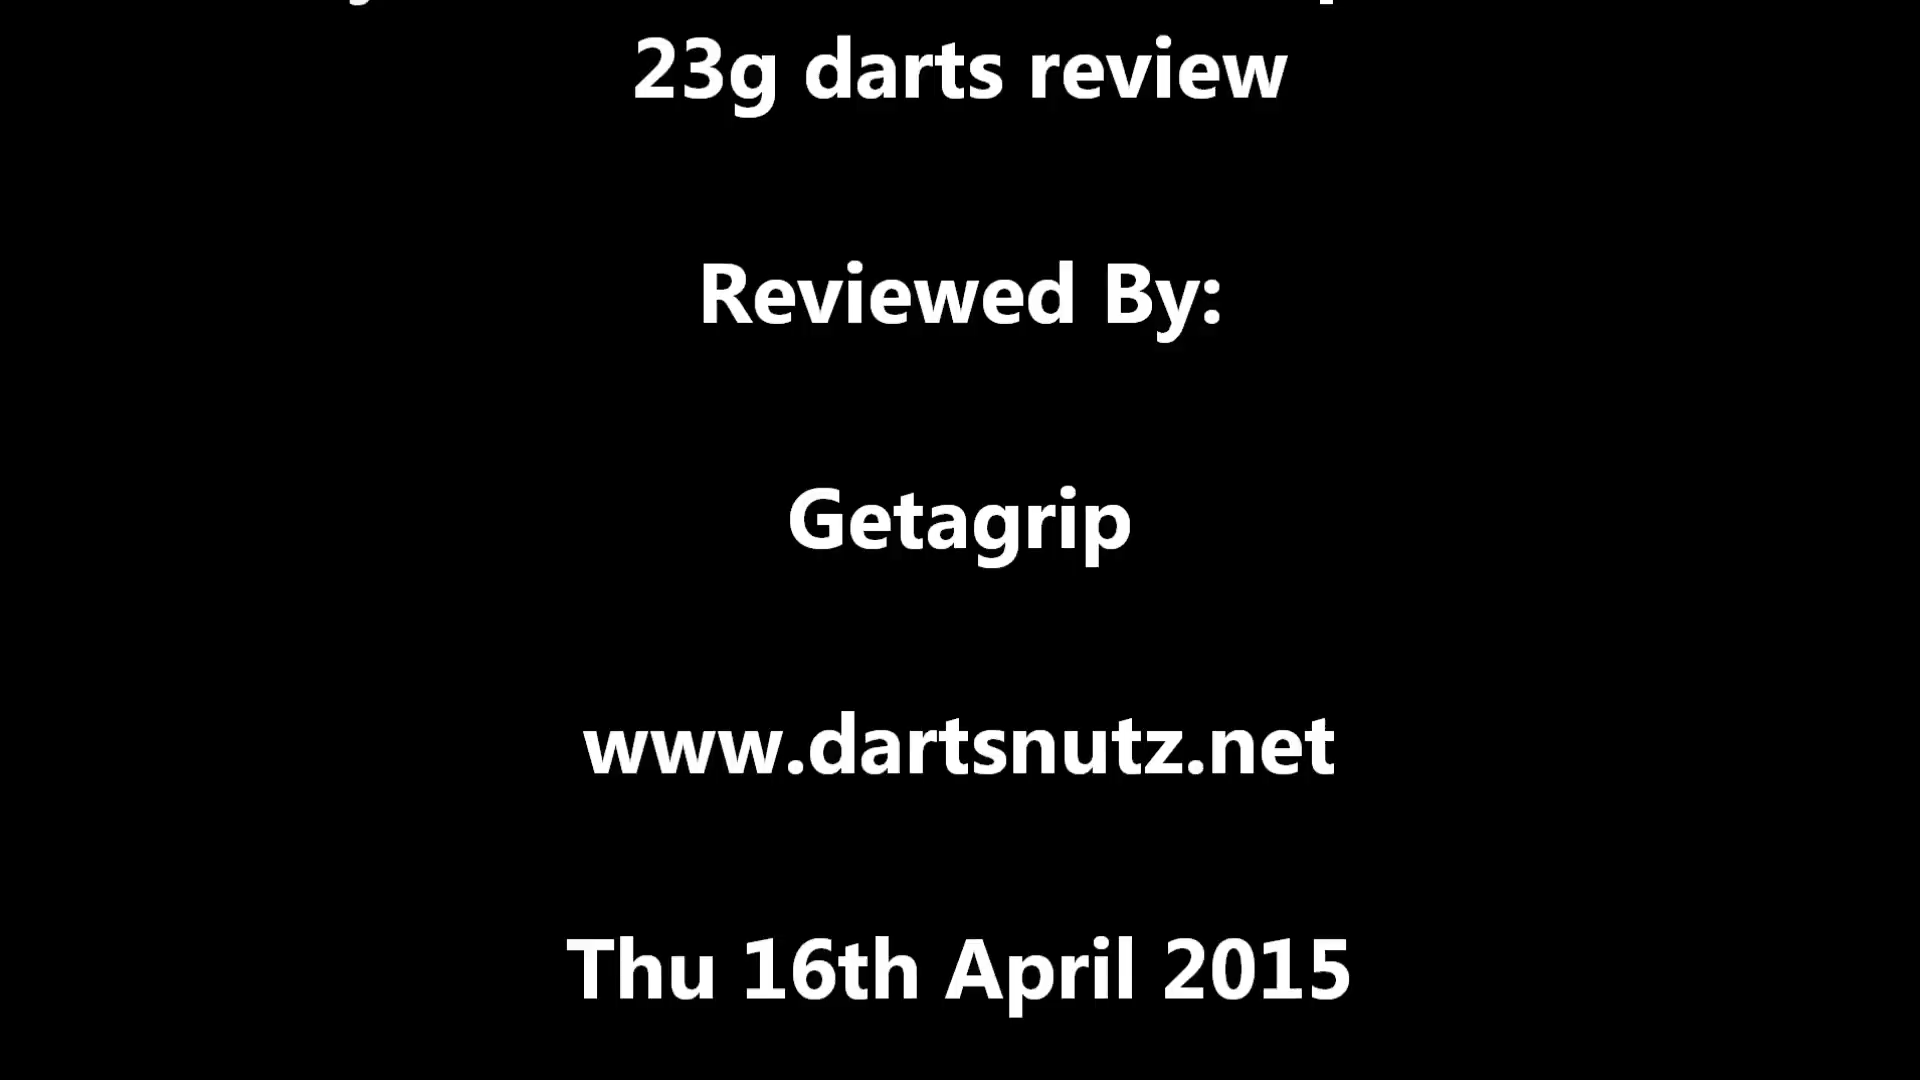 23g darts review
Reviewed By:
Getagrip
www.dartsnutz.net
Thu 16th April 2015